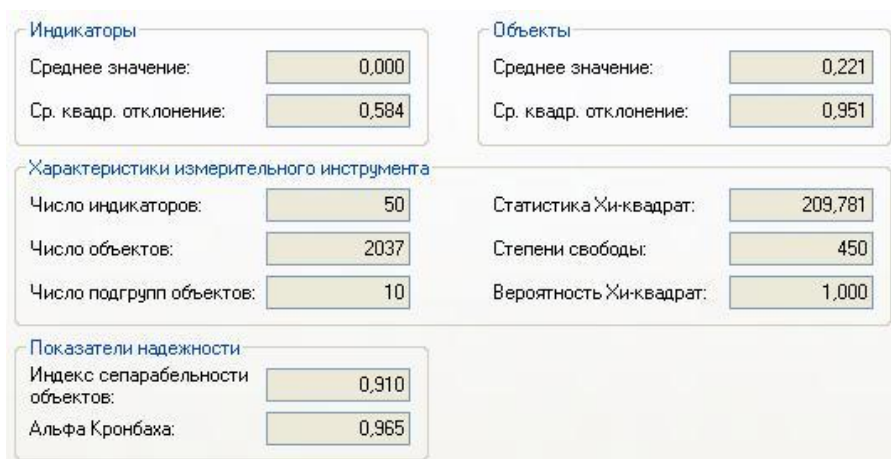 Индикаторы
Среднее значение: 0,000
Ср. квадр. отклонение: 0,584
Объекты
Среднее значение: 0,221
Ср. квадр. отклонение: 0,951
Характеристики измерительного инструмента
Число индикаторов: 50
Число объектов: 2037
Число подгрупп объектов: 10
Статистика Хи-квадрат: 209,781
Степени свободы: 450
Вероятность Хи-квадрат: 1,000
Показатели надежности
Индекс сепарабельности
объектов: 0,910
Альфа Кронбаха: 0,965